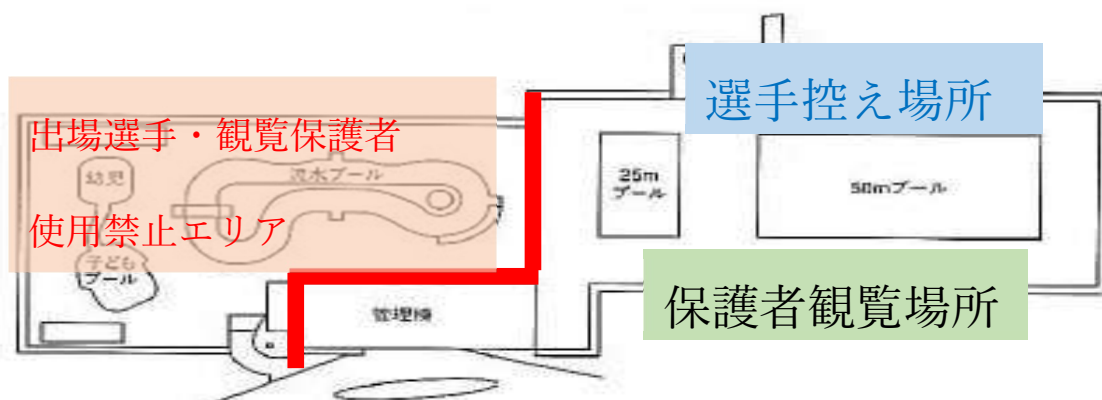 出場選手・観覧保護者
使用禁止エリア
選手控え場所
保護者観覧場所
幼児
流水プール
子ども
プール
管理棟
25m
プール
50mプール